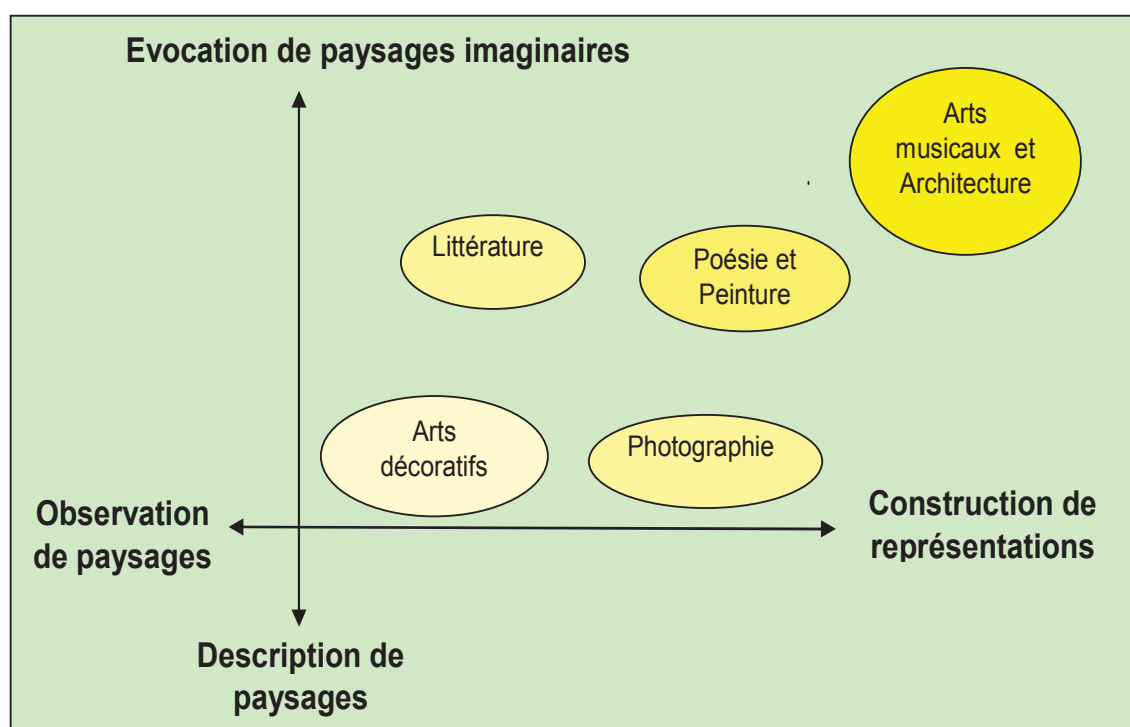 Evocation de paysages imaginaires
Arts
musicaux et
Architecture
Littérature
Poésie et
Peinture
Arts
décoratifs
Photographie
Observation
de paysages
Construction de
représentations
Description de
paysages